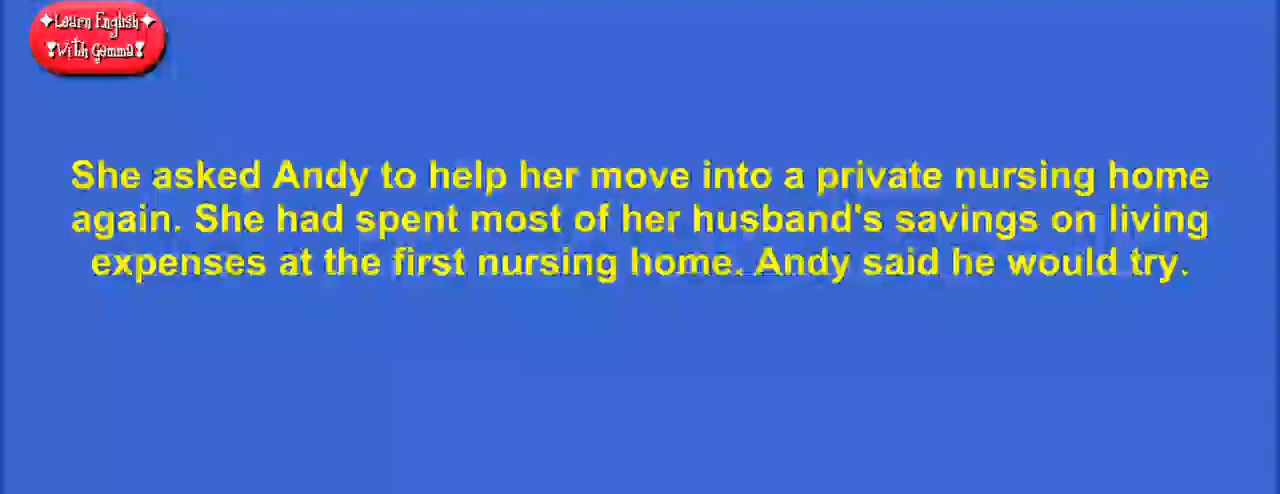 ✦Learn English✦
❣With Gamma❣
She asked Andy to help her move into a private nursing home
again. She had spent most of her husband's savings on living
expenses at the first nursing home. Andy said he would try.